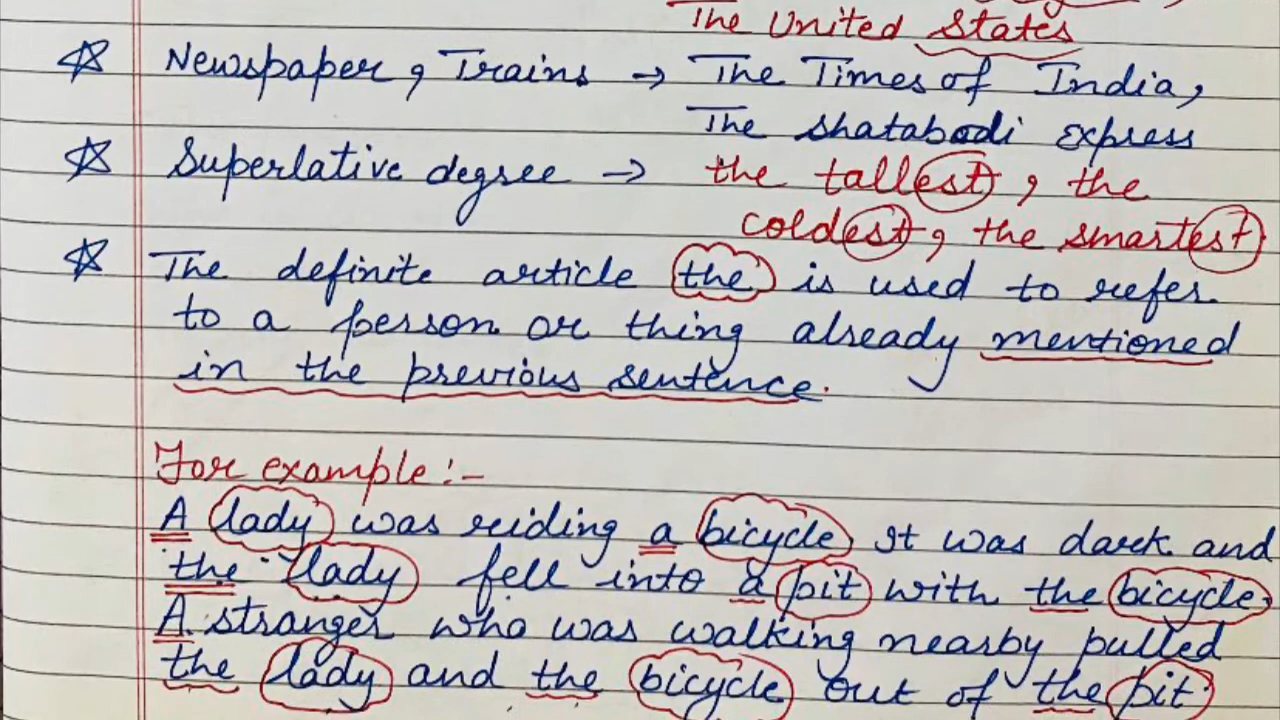 The United States
☆ Newspaper, Trains → The Times of India,
The Shatabadi express
☆ Superlative degree → the tallest, the
coldest, the smartest
☆ The definite article the is used to refer
to a person or thing already mentioned
in the previous sentence.
For example :-
A lady was riding a bicycle. It was dark and
the lady fell into a pit with the bicycle.
A stranger who was walking nearby pulled
the lady and the bicycle out of the pit.